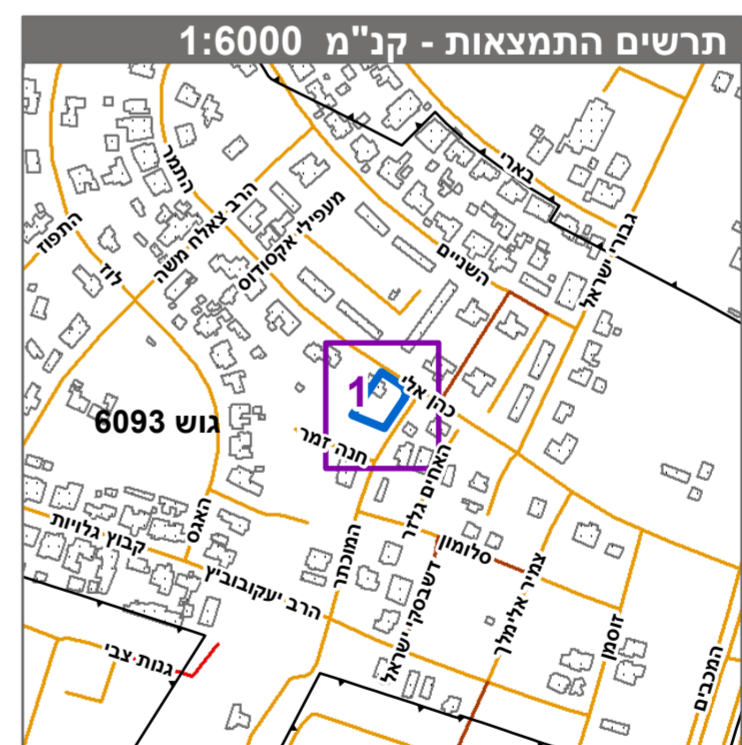 תרשים התמצאות - קנ"מ 1:6000
בארי
התמר
הרב צאלח משה
מעפילי אקסודוס
גבורי ישראל
התפוז
לוז
השניים
1
כהן אלי
גוש 6093
חנה זמר
האחים גלזר
האגס
קבוץ גלויות
המוכתר
סלומון
הרב יעקובוביץ
דשבסקי ישראל
צמיר אלימלך
זוסמן
גנות צבי
המכבים